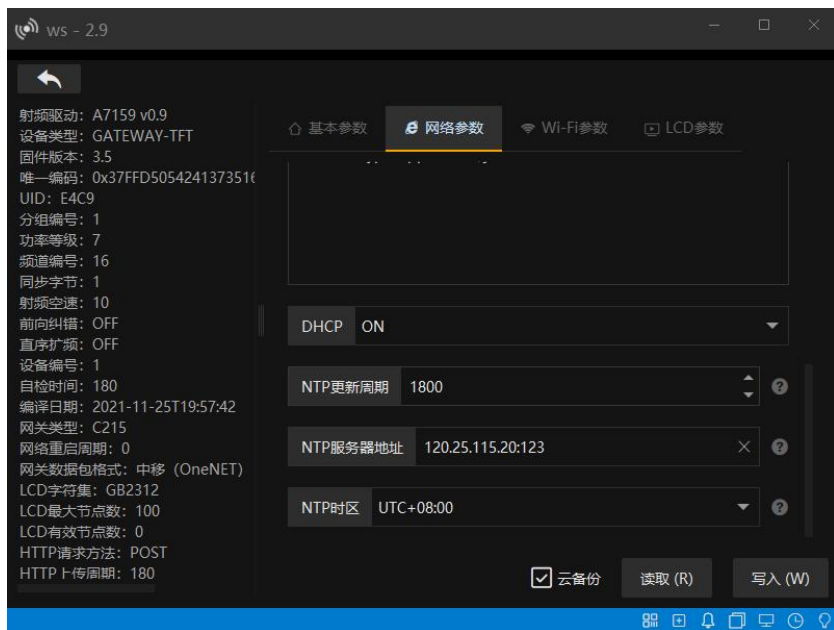 ws - 2.9
射频驱动: A7159 v0.9
设备类型: GATEWAY-TFT
固件版本: 3.5
唯一编码: 0x37FFD5054241373516
UID: E4C9
分组编号: 1
功率等级: 7
频道编号: 16
同步字节: 1
射频空速: 10
前向纠错: OFF
直序扩频: OFF
设备编号: 1
自检时间: 180
编译日期: 2021-11-25T19:57:42
网关类型: C215
网络重启周期: 0
网关数据包格式: 中移 (OneNET)
LCD字符集: GB2312
LCD最大节点数: 100
LCD有效节点数: 0
HTTP请求方法: POST
HTTP上传周期: 180
基本参数 网络参数 Wi-Fi参数 LCD参数
DHCP ON
NTP更新周期 1800
NTP服务器地址 120.25.115.20:123
NTP时区 UTC+08:00
云备份 读取 (R) 写入 (W)